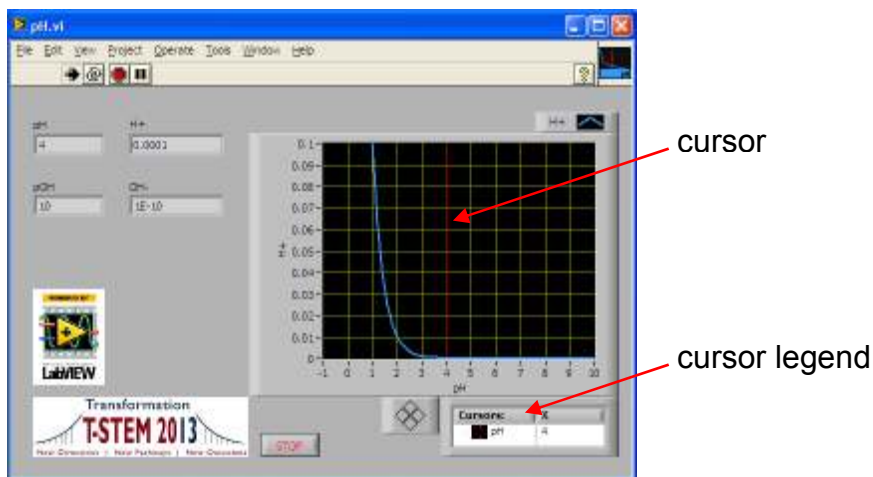 pH.vi
File Edit View Project Operate Tools Window Help
pH H+
4 0.0001
pOH OH-
10 1E-10
H+
0.1
0.09
0.08
0.07
0.06
0.05
0.04
0.03
0.02
0.01
0
H+
-1 0 1 2 3 4 5 6 7 8 9 10
pH
cursor
cursor legend
LabVIEW
Transformation
T-STEM 2013
STOP
Cursors: X
pH 4